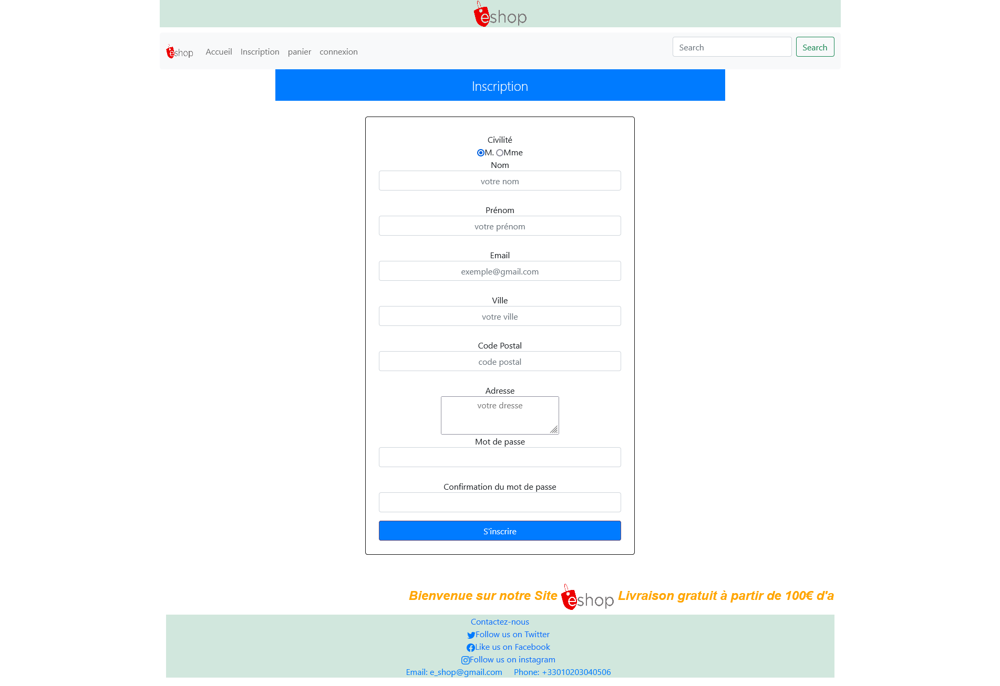 eshop
eshop Accueil Inscription panier connexion Search Search
Inscription
Civilité
M. Mme
Nom
votre nom
Prénom
votre prénom
Email
exemple@gmail.com
Ville
votre ville
Code Postal
code postal
Adresse
votre dresse
Mot de passe
Confirmation du mot de passe
S'inscrire
Bienvenue sur notre Site eshop Livraison gratuit à partir de 100€ d'a
Contactez-nous
Follow us on Twitter
Like us on Facebook
Follow us on instagram
Email: e_shop@gmail.com Phone: +33010203040506